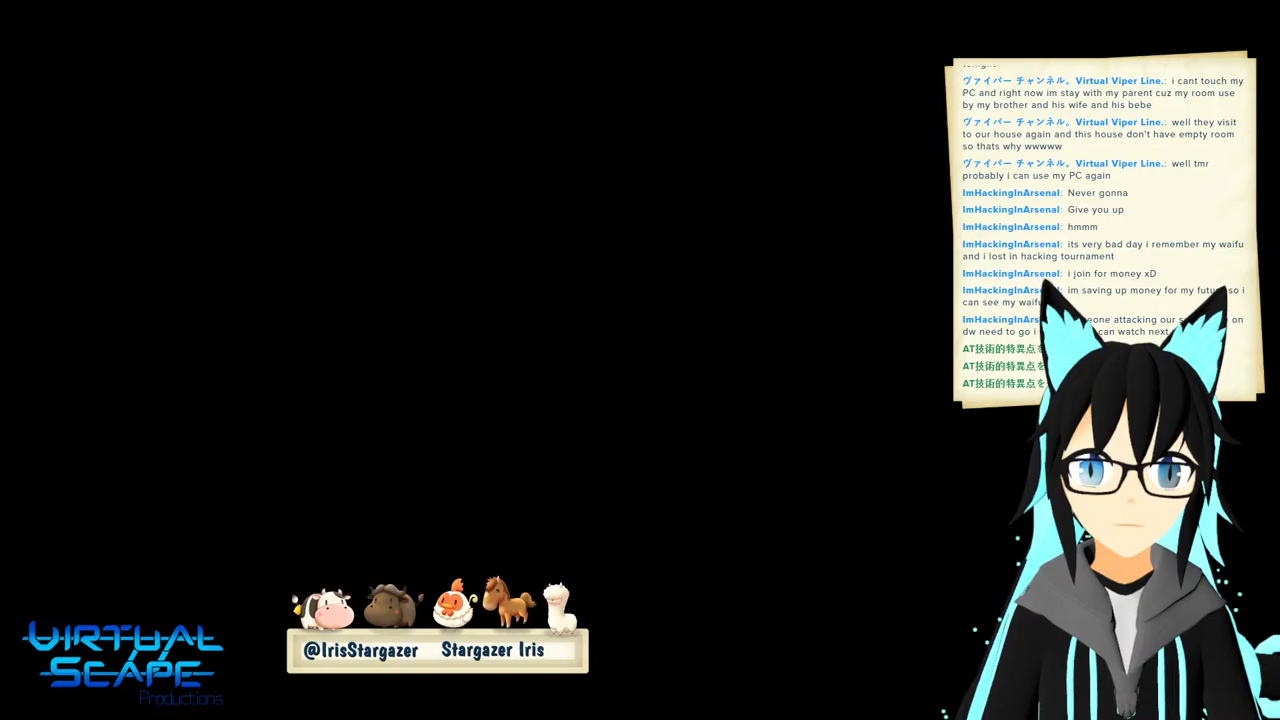 ヴァイパー チャンネル。Virtual Viper Line.: i cant touch my
PC and right now im stay with my parent cuz my room use
by my brother and his wife and his bebe
ヴァイパー チャンネル。Virtual Viper Line.: well they visit
to our house again and this house don't have empty room
so thats why wwwww
ヴァイパー チャンネル。Virtual Viper Line.: well tmr
probably i can use my PC again
ImHackingInArsenal: Never gonna
ImHackingInArsenal: Give you up
ImHackingInArsenal: hmmm
ImHackingInArsenal: its very bad day i remember my waifu
and i lost in hacking tournament
ImHackingInArsenal: i join for money xD
im saving up money for my so i
can see my
attacking our on
dw need to go i can watch next
AT技術的特異点を
AT技術的特異点を
AT技術的特異点を
@IrisStargazer Stargazer Iris
VIRTUAL
SCAPE
Productions